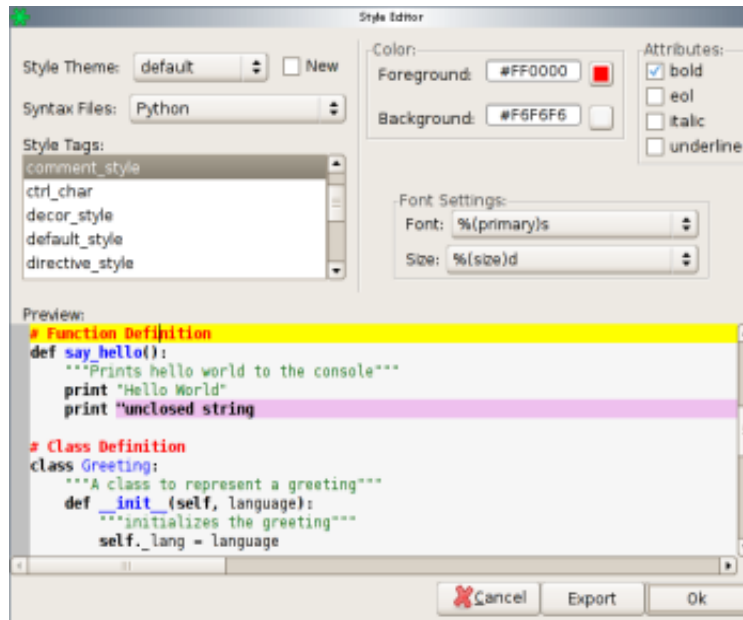 Style Editor
Style Theme: default New
Syntax Files: Python
Style Tags:
comment_style
ctrl_char
decor_style
default_style
directive_style
Color:
Foreground: #FF0000
Background: #F6F6F6
Attributes:
bold
eol
italic
underline
Font Settings:
Font: %(primary)s
Size: %(size)d
Preview:
# Function Definition
def say_hello():
"""Prints hello world to the console"""
print "Hello World"
print "unclosed string
# Class Definition
class Greeting:
"""A class to represent a greeting"""
def __init__(self, language):
"""initializes the greeting"""
self._lang = language
Cancel Export Ok